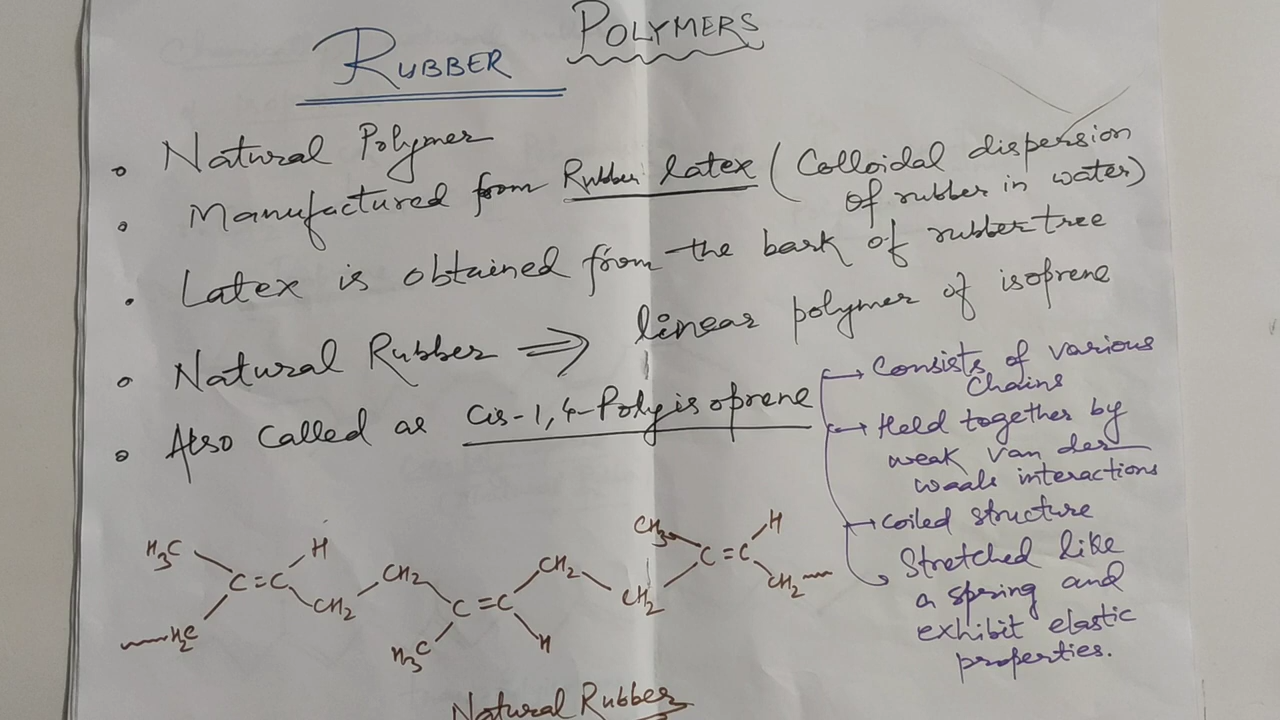 POLYMERS
RUBBER
• Natural Polymer
• Manufactured from Rubber latex (Colloidal dispersion
of rubber in water)
• Latex is obtained from the bark of rubber tree
• Natural Rubber ⇒ linear polymer of isoprene
• Also Called as Cis-1,4-Polyisoprene
→ Consists of various
Chains
→ Held together by
weak Van der
waals interactions
→ Coiled structure
Stretched like
a spring and
exhibit elastic
properties.
H₃C H
C=C
H₂C CH₂
CH₂ CH₂
C=C
H₃C H
CH₃ H
C=C
CH₂ CH₂
Natural Rubber